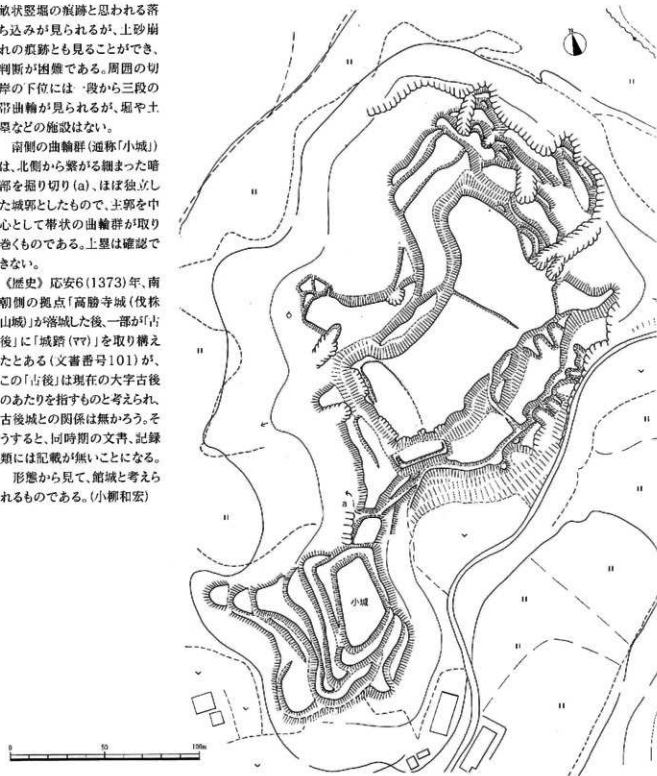 畝状竪堀の痕跡と思われる落
ち込みが見られるが、土砂崩
れの痕跡とも見ることができ、
判断が困難である。周囲の切
岸の下位には一段から三段の
帯曲輪が見られるが、堀や土
塁などの施設はない。
南側の曲輪群(通称「小城」)
は、北側から繋がる細まった暗
部を掘り切り(a)、ほぼ独立し
た城郭としたもので、主郭を中
心として帯状の曲輪群が取り
巻くものである。土塁は確認で
きない。
《歴史》 応安6(1373)年、南
朝側の拠点「高勝寺城(伐株
山城)」が落城した後、一部が「古
後」に「城誘(ママ)」を取り構え
たとある(文書番号101)が、
この「古後」は現在の大字古後
のあたりを指すものと考えられ、
古後城との関係は無かろう。そ
うすると、同時期の文書、記録
類には記載が無いことになる。
形態から見て、館城と考えら
れるものである。(小柳和宏)
a
小城
0 50 100m